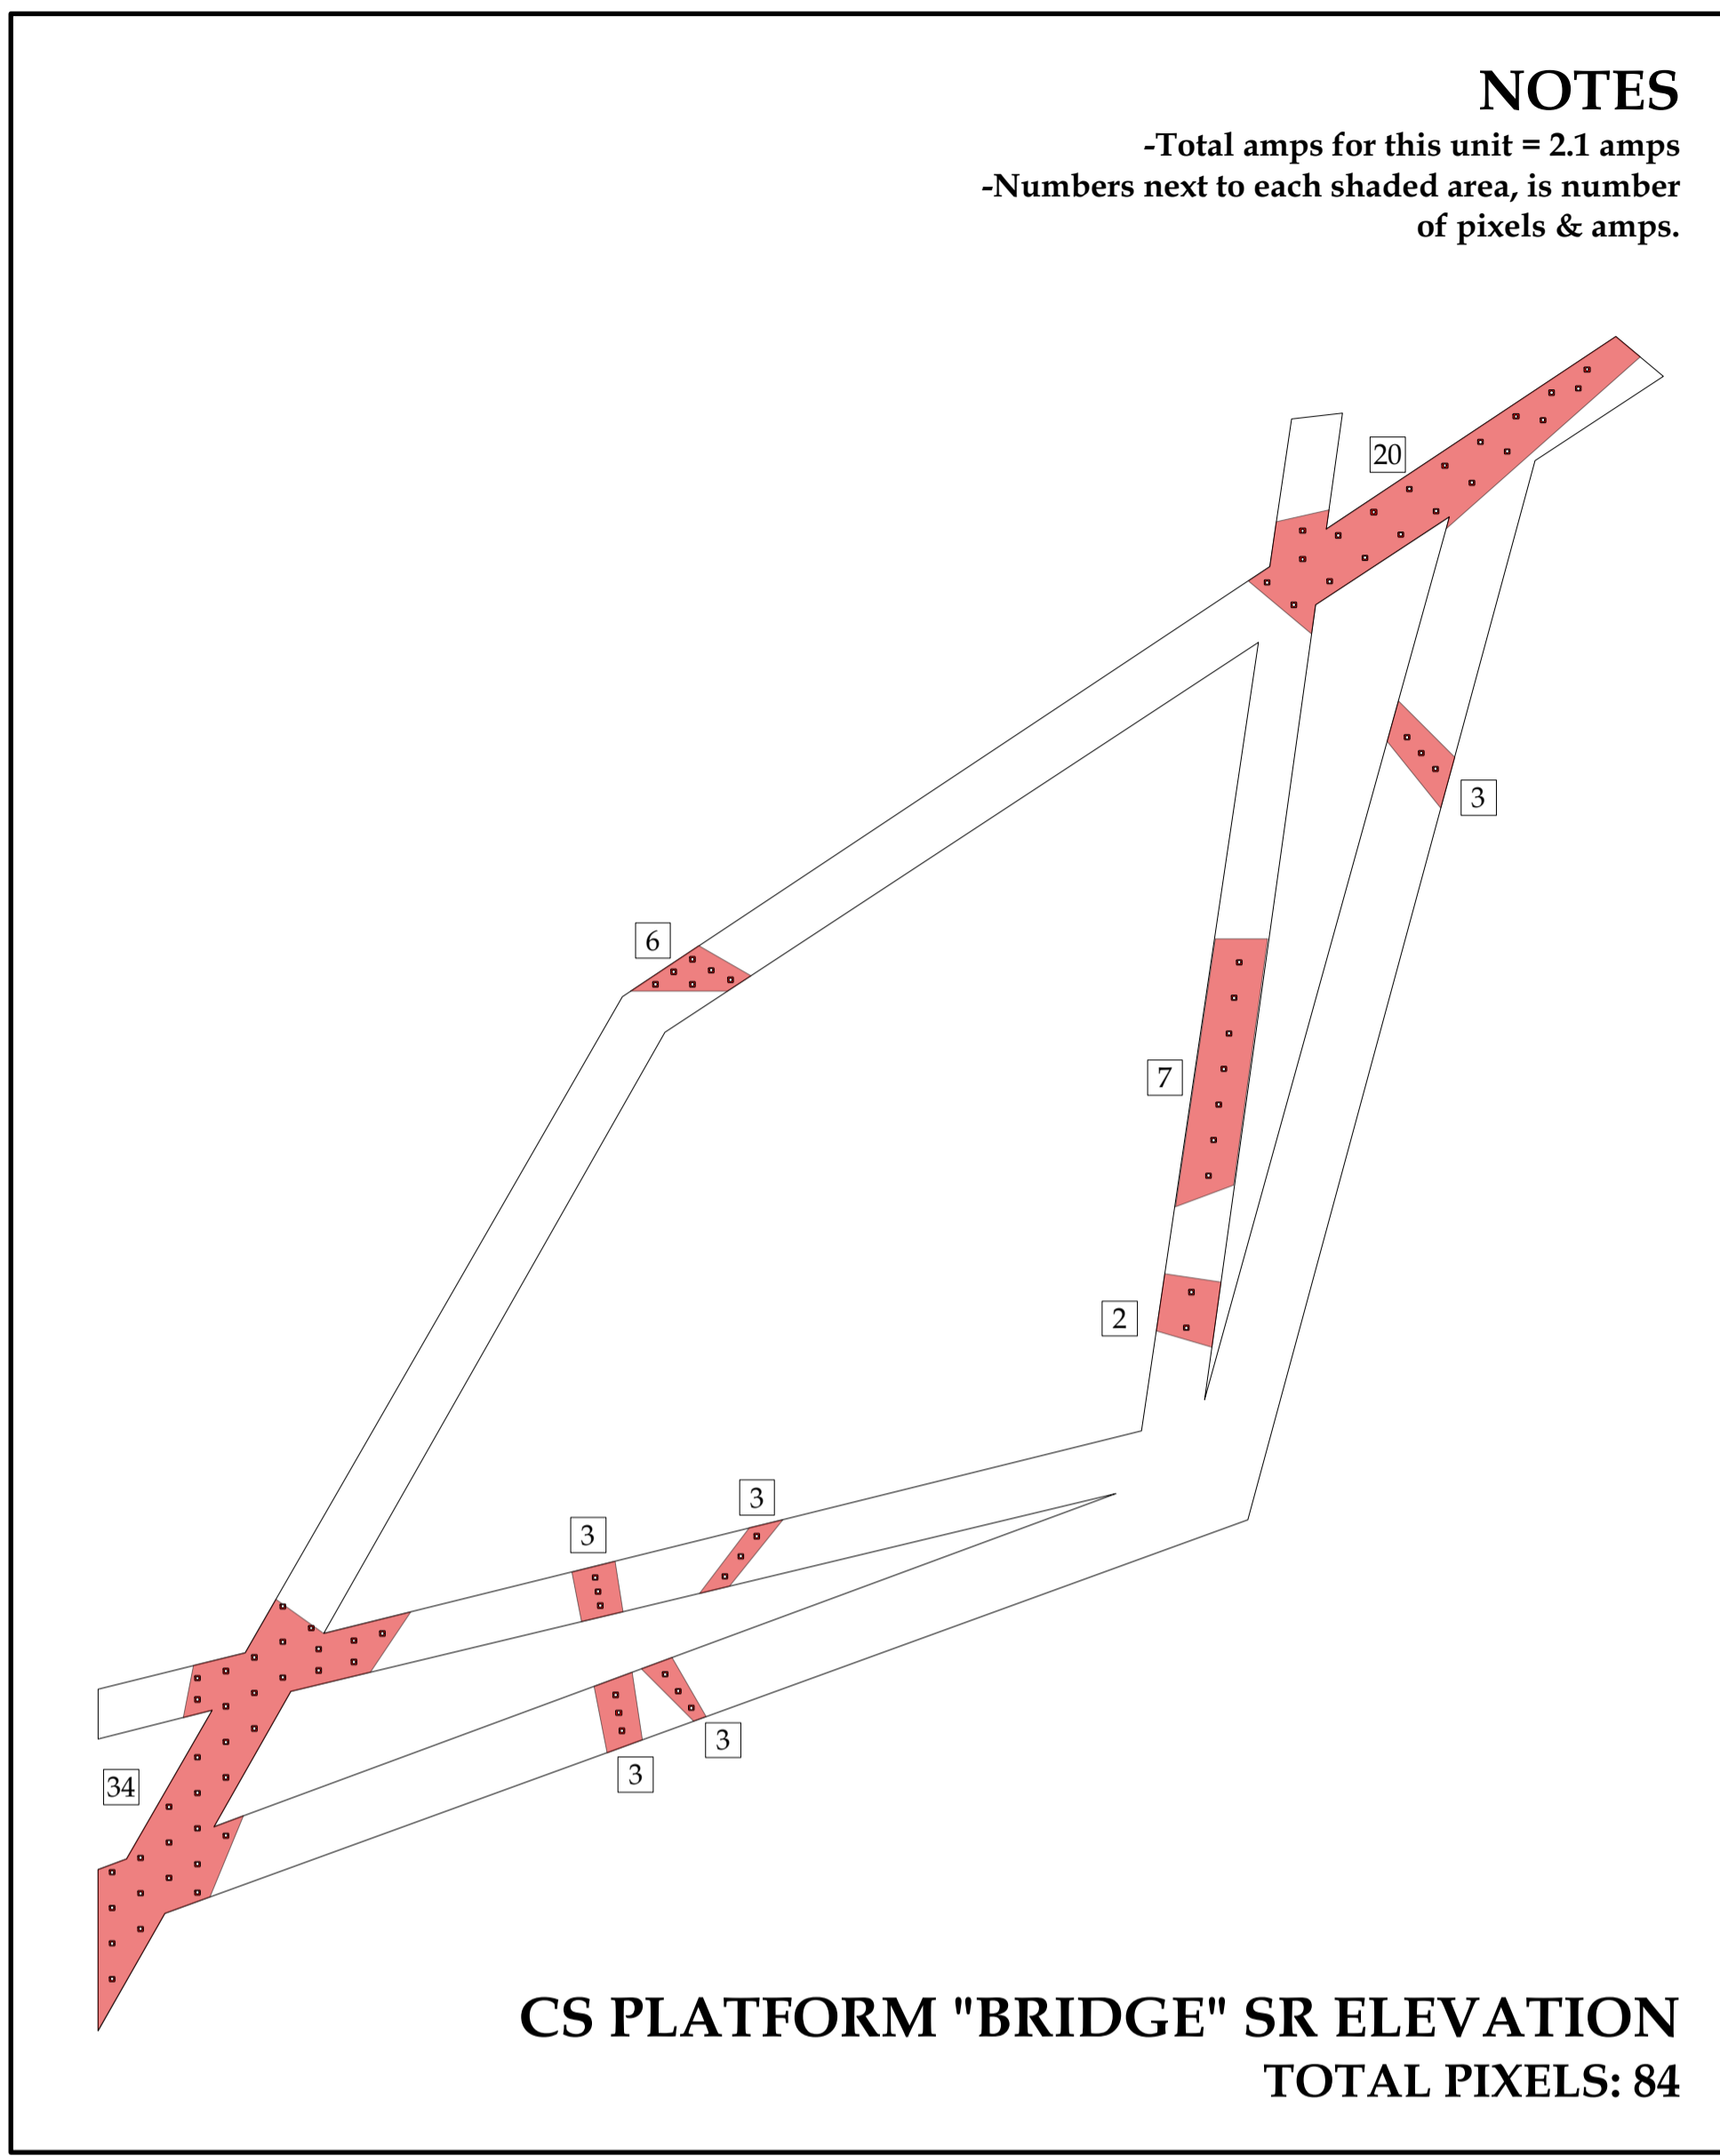 NOTES
-Total amps for this unit = 2.1 amps
-Numbers next to each shaded area, is number
of pixels & amps.
20
3
6
7
2
3
3
3
3
34
CS PLATFORM "BRIDGE" SR ELEVATION
TOTAL PIXELS: 84